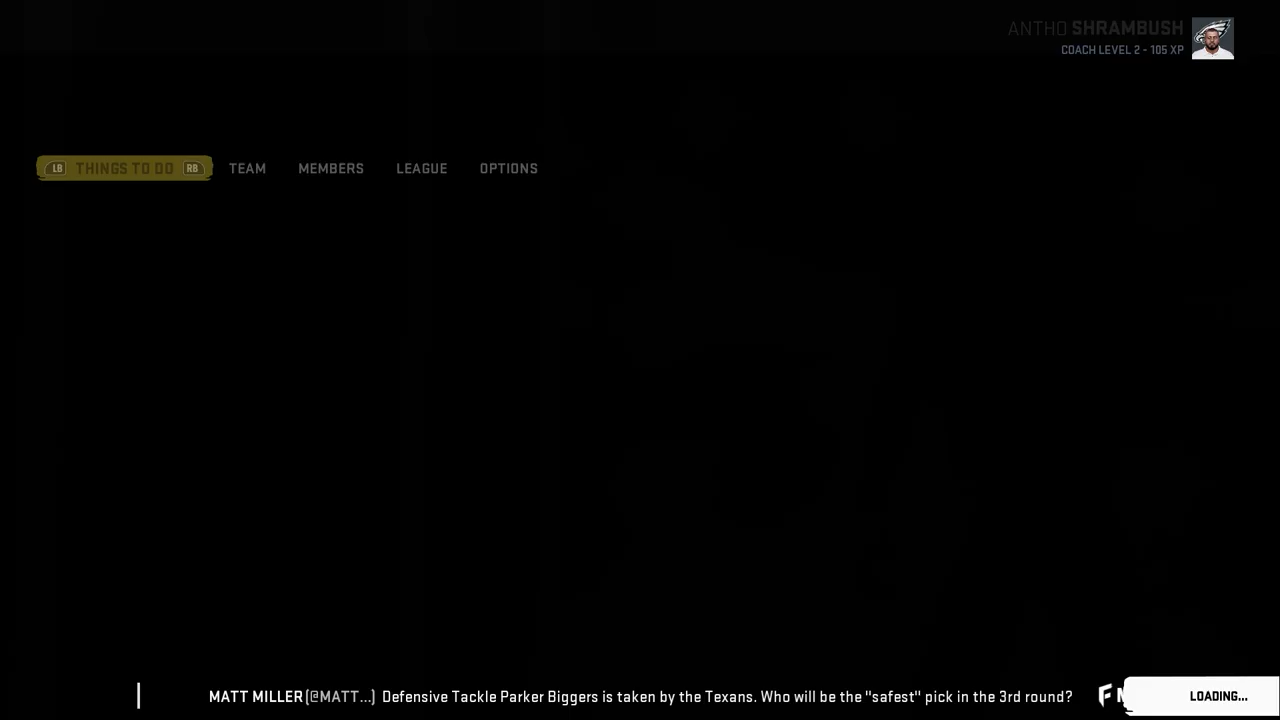 ANTHO SHRAMBUSH
COACH LEVEL 2 - 105 XP
LB THINGS TO DO RB TEAM MEMBERS LEAGUE OPTIONS
MATT MILLER (@MATT...) Defensive Tackle Parker Biggers is taken by the Texans. Who will be the "safest" pick in the 3rd round?
LOADING...